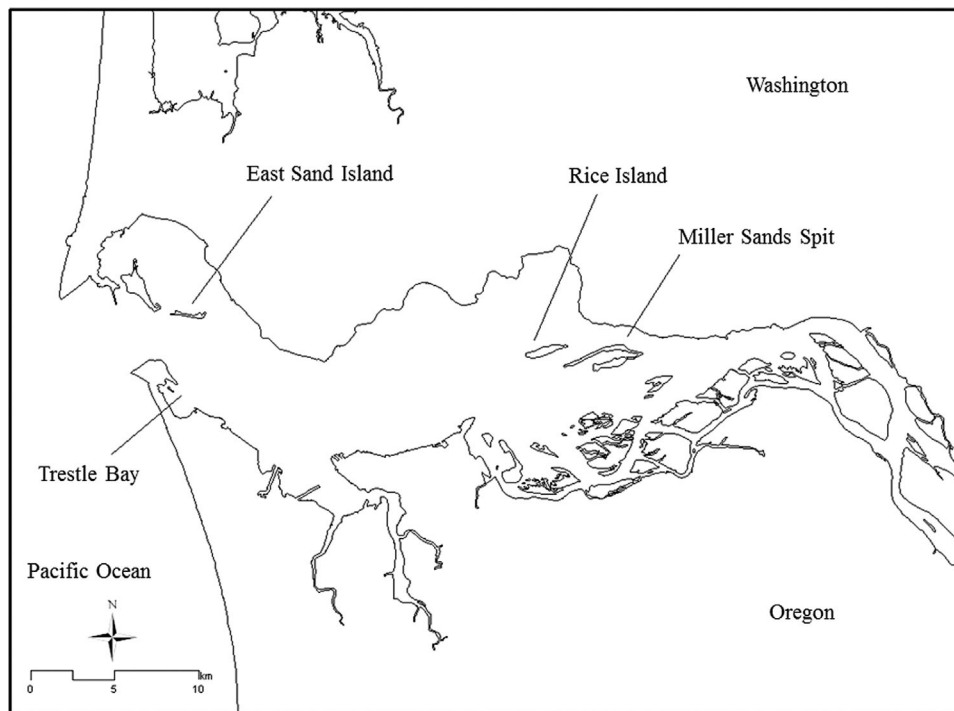 Washington
East Sand Island
Rice Island
Miller Sands Spit
Trestle Bay
Pacific Ocean
N
Oregon
km
0 5 10